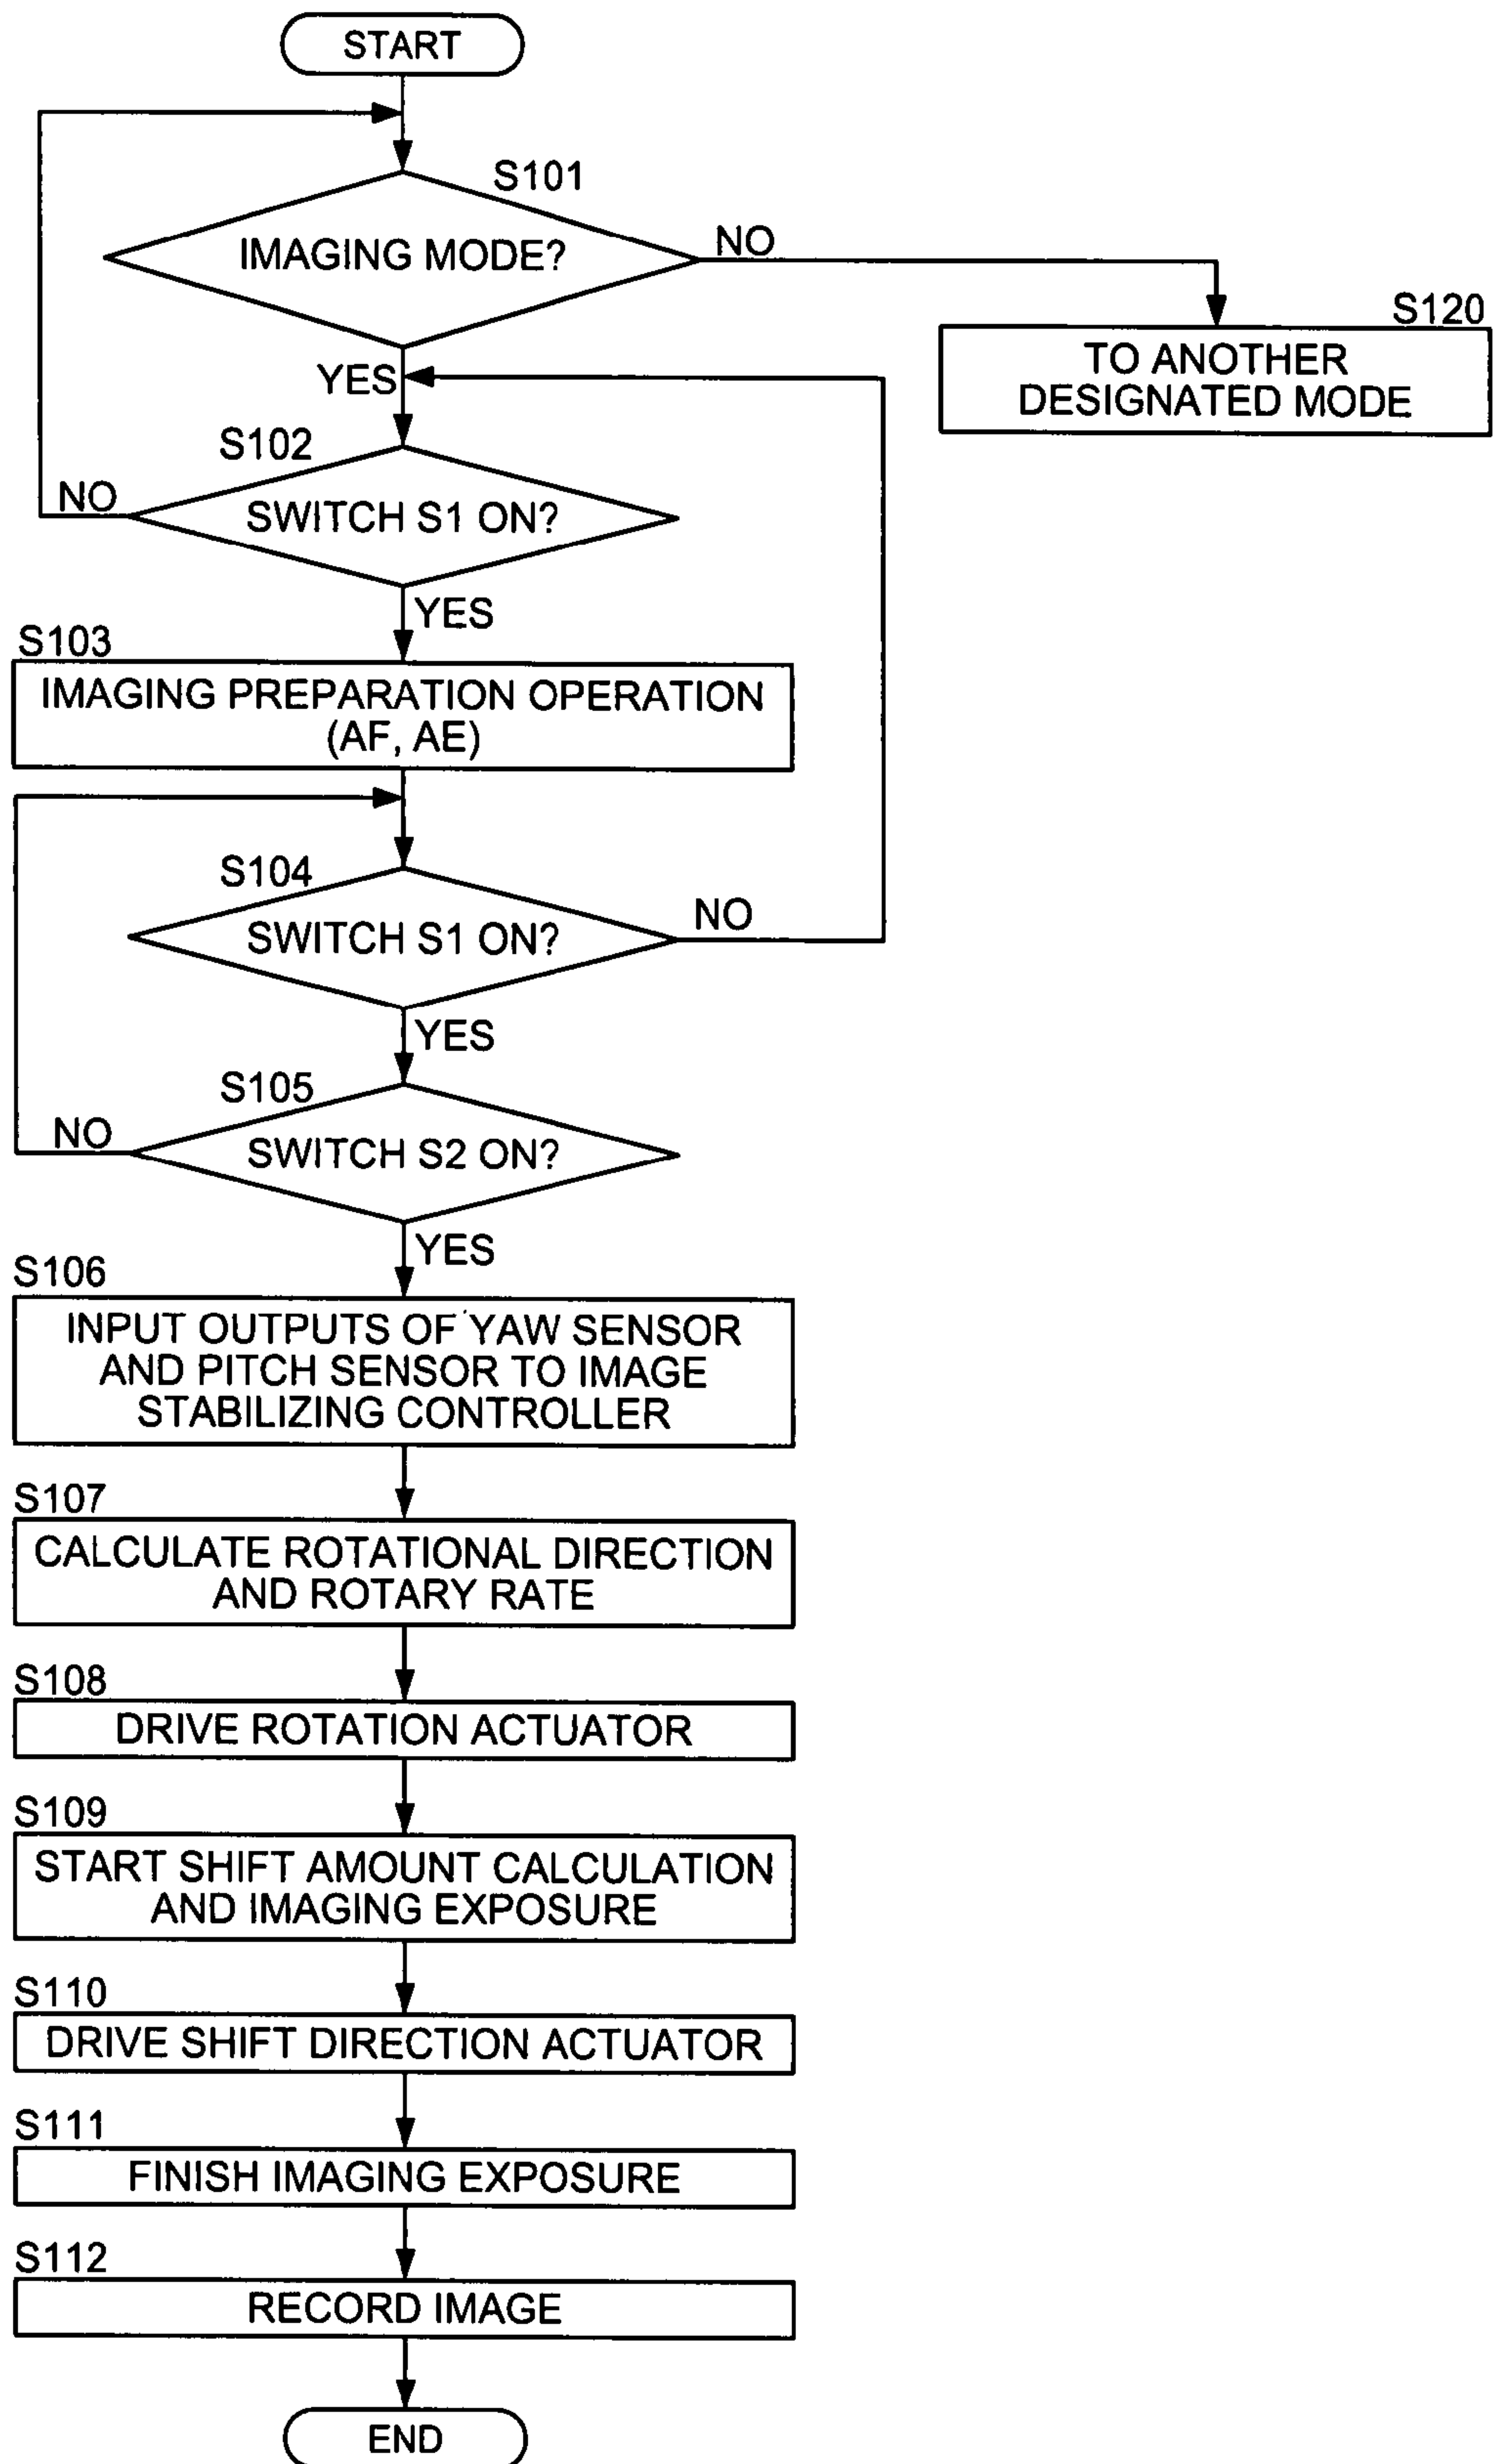 START
S101
IMAGING MODE?
NO
S120
TO ANOTHER
DESIGNATED MODE
YES
S102
NO
SWITCH S1 ON?
YES
S103
IMAGING PREPARATION OPERATION
(AF, AE)
S104
SWITCH S1 ON?
NO
YES
S105
NO
SWITCH S2 ON?
YES
S106
INPUT OUTPUTS OF YAW SENSOR
AND PITCH SENSOR TO IMAGE
STABILIZING CONTROLLER
S107
CALCULATE ROTATIONAL DIRECTION
AND ROTARY RATE
S108
DRIVE ROTATION ACTUATOR
S109
START SHIFT AMOUNT CALCULATION
AND IMAGING EXPOSURE
S110
DRIVE SHIFT DIRECTION ACTUATOR
S111
FINISH IMAGING EXPOSURE
S112
RECORD IMAGE
END